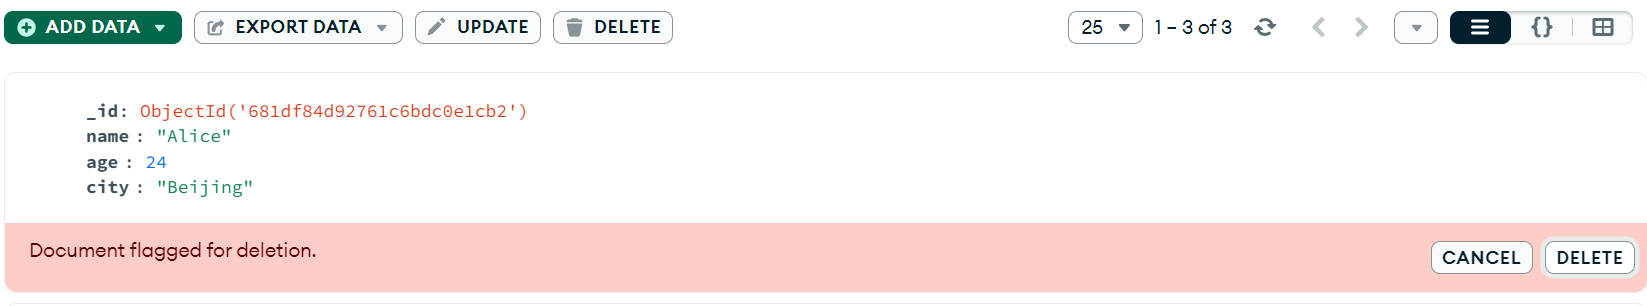 ADD DATA EXPORT DATA UPDATE DELETE 25 1 – 3 of 3 {}
_id: ObjectId('681df84d92761c6bdc0e1cb2')
name : "Alice"
age : 24
city : "Beijing"
Document flagged for deletion. CANCEL DELETE